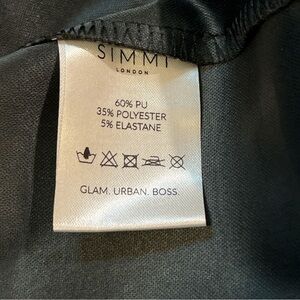 SIMMI
LONDON
60% PU
35% POLYESTER
5% ELASTANE
GLAM. URBAN. BOSS.